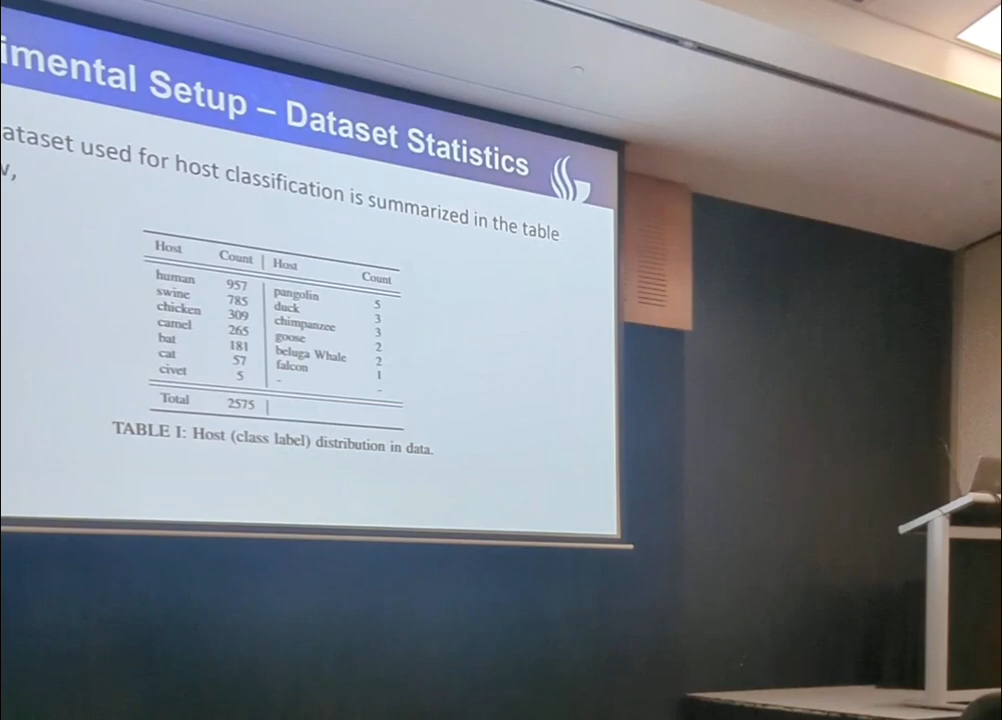 imental Setup – Dataset Statistics
ataset used for host classification is summarized in the table
w,
Host Count | Host Count
human 957 pangolin 5
swine 785 duck 3
chicken 309 chimpanzee 3
camel 265 goose 2
bat 181 beluga Whale 2
cat 57 falcon 1
civet 5 - -
Total 2575 |
TABLE I: Host (class label) distribution in data.